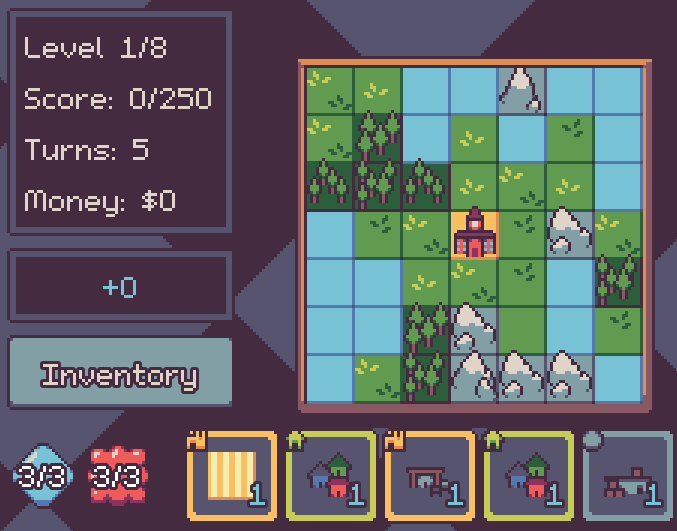 Level 1/8
Score: 0/250
Turns: 5
Money: $0
+0
Inventory
3/3 3/3 1 1 1 1 1